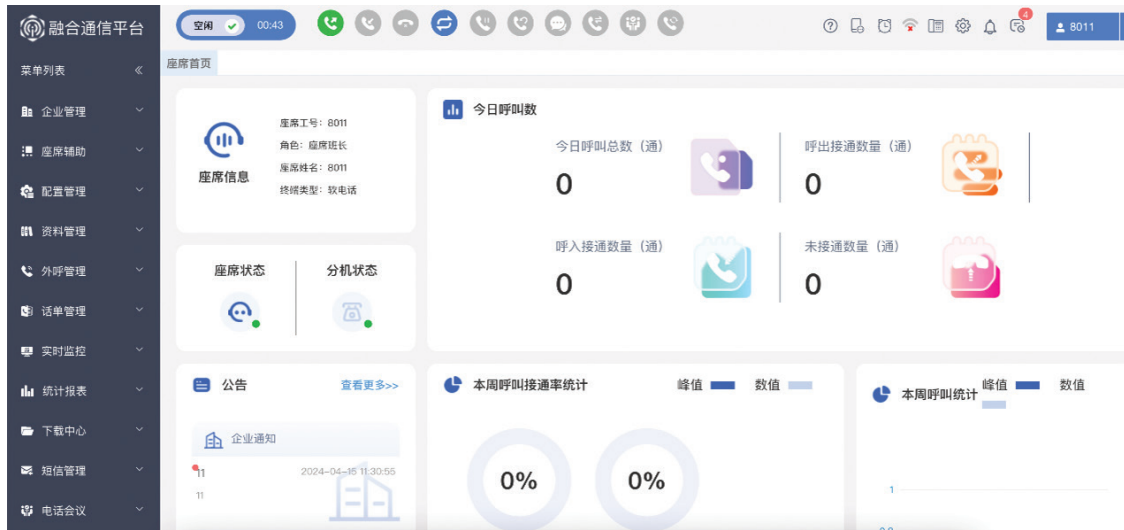 融合通信平台
空闲 00:43
4
8011
菜单列表
座席首页
企业管理
座席辅助
配置管理
资料管理
外呼管理
话单管理
实时监控
统计报表
下载中心
短信管理
电话会议
座席信息
座席工号：8011
角色：座席班长
座席姓名：8011
终端类型：软电话
今日呼叫数
今日呼叫总数（通）
0
呼出接通数量（通）
0
呼入接通数量（通）
0
未接通数量（通）
0
座席状态
分机状态
公告
查看更多>>
企业通知
11
2024-04-15 11:30:55
11
本周呼叫接通率统计
峰值
数值
0%
0%
本周呼叫统计
峰值
数值
1